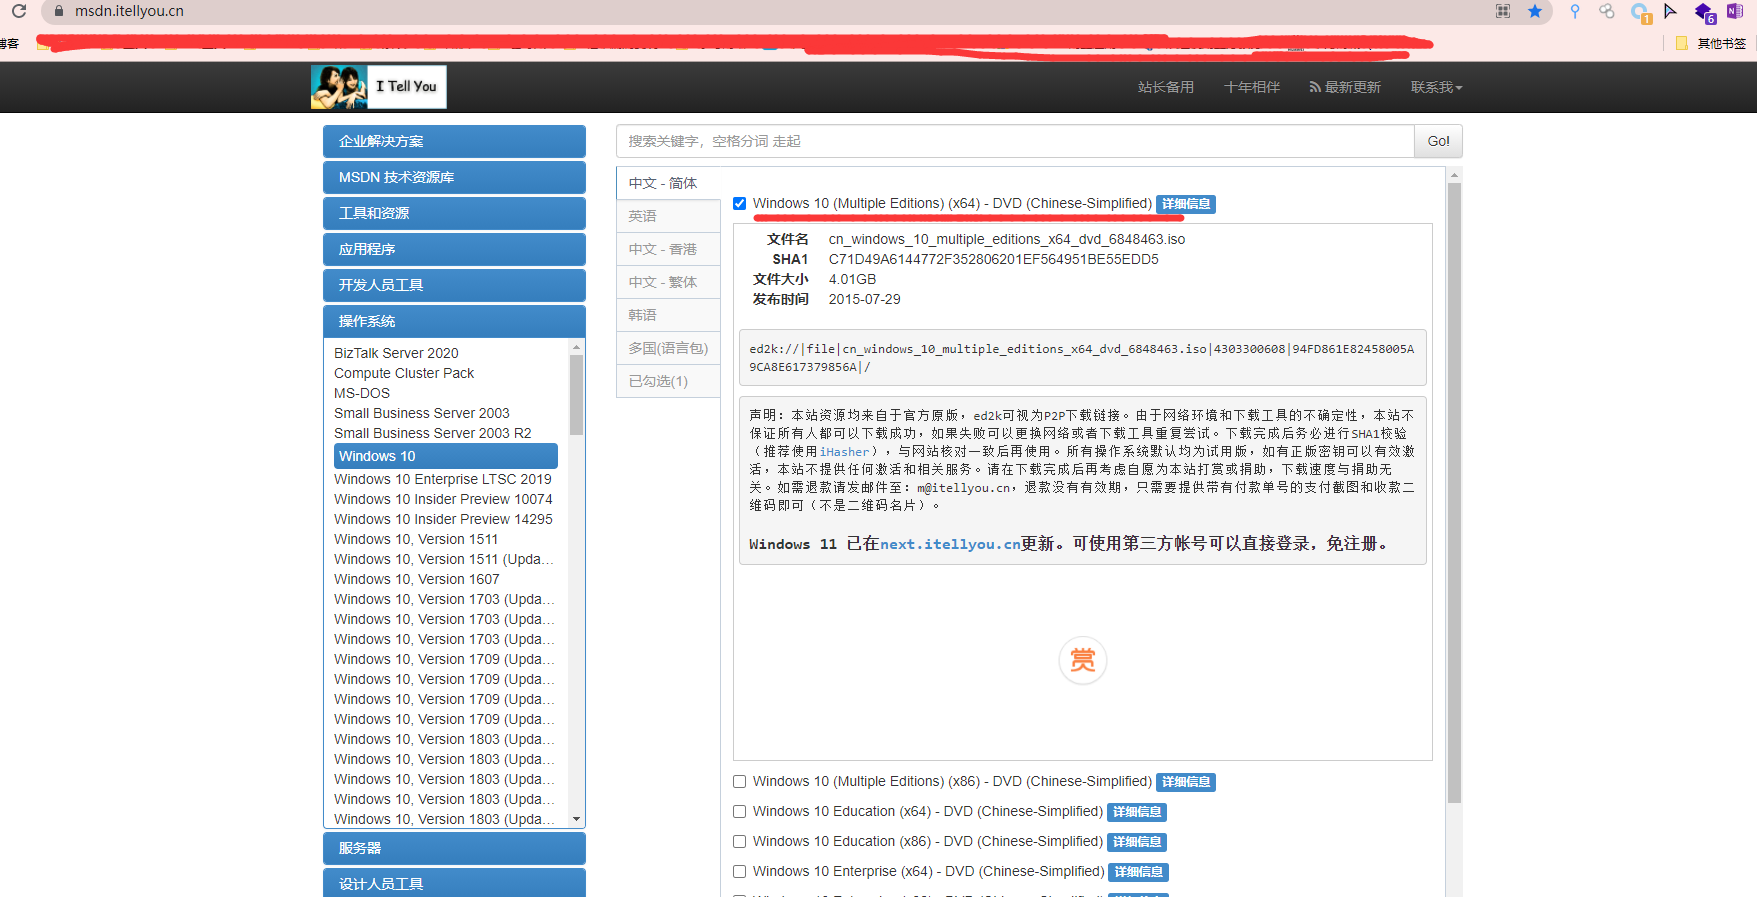 msdn.itellyou.cn
1
6
博客
其他书签
I Tell You
站长备用
十年相伴
最新更新
联系我
企业解决方案
MSDN 技术资源库
工具和资源
应用程序
开发人员工具
操作系统
BizTalk Server 2020
Compute Cluster Pack
MS-DOS
Small Business Server 2003
Small Business Server 2003 R2
Windows 10
Windows 10 Enterprise LTSC 2019
Windows 10 Insider Preview 10074
Windows 10 Insider Preview 14295
Windows 10, Version 1511
Windows 10, Version 1511 (Upda...
Windows 10, Version 1607
Windows 10, Version 1703 (Upda...
Windows 10, Version 1703 (Upda...
Windows 10, Version 1703 (Upda...
Windows 10, Version 1709 (Upda...
Windows 10, Version 1709 (Upda...
Windows 10, Version 1709 (Upda...
Windows 10, Version 1709 (Upda...
Windows 10, Version 1803 (Upda...
Windows 10, Version 1803 (Upda...
Windows 10, Version 1803 (Upda...
Windows 10, Version 1803 (Upda...
Windows 10, Version 1803 (Upda...
服务器
设计人员工具
搜索关键字，空格分词 走起
Go!
中文 - 简体
英语
中文 - 香港
中文 - 繁体
韩语
多国(语言包)
已勾选(1)
Windows 10 (Multiple Editions) (x64) - DVD (Chinese-Simplified) 详细信息
文件名 cn_windows_10_multiple_editions_x64_dvd_6848463.iso
SHA1 C71D49A6144772F352806201EF564951BE55EDD5
文件大小 4.01GB
发布时间 2015-07-29
ed2k://|file|cn_windows_10_multiple_editions_x64_dvd_6848463.iso|4303300608|94FD861E82458005A
9CA8E617379856A|/
声明：本站资源均来自于官方原版，ed2k可视为P2P下载链接。由于网络环境和下载工具的不确定性，本站不
保证所有人都可以下载成功，如果失败可以更换网络或者下载工具重复尝试。下载完成后务必进行SHA1校验
（推荐使用iHasher），与网站核对一致后再使用。所有操作系统默认均为试用版，如有正版密钥可以有效激
活，本站不提供任何激活和相关服务。请在下载完成后再考虑自愿为本站打赏或捐助，下载速度与捐助无
关。如需退款请发邮件至：m@itellyou.cn，退款没有有效期，只需要提供带有付款单号的支付截图和收款二
维码即可（不是二维码名片）。
Windows 11 已在next.itellyou.cn更新。可使用第三方帐号可以直接登录，免注册。
赏
Windows 10 (Multiple Editions) (x86) - DVD (Chinese-Simplified) 详细信息
Windows 10 Education (x64) - DVD (Chinese-Simplified) 详细信息
Windows 10 Education (x86) - DVD (Chinese-Simplified) 详细信息
Windows 10 Enterprise (x64) - DVD (Chinese-Simplified) 详细信息